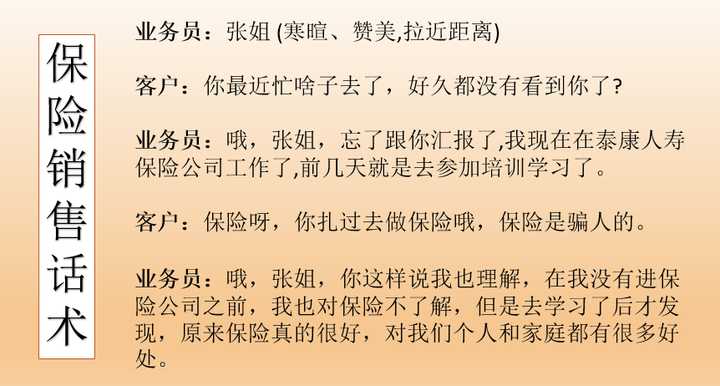 保险销售话术
业务员：张姐 (寒暄、赞美,拉近距离)
客户：你最近忙啥子去了，好久都没有看到你了?
业务员：哦，张姐，忘了跟你汇报了,我现在在泰康人寿
保险公司工作了,前几天就是去参加培训学习了。
客户：保险呀，你扎过去做保险哦，保险是骗人的。
业务员：哦，张姐，你这样说我也理解，在我没有进保
险公司之前，我也对保险不了解，但是去学习了后才发
现，原来保险真的很好，对我们个人和家庭都有很多好
处。